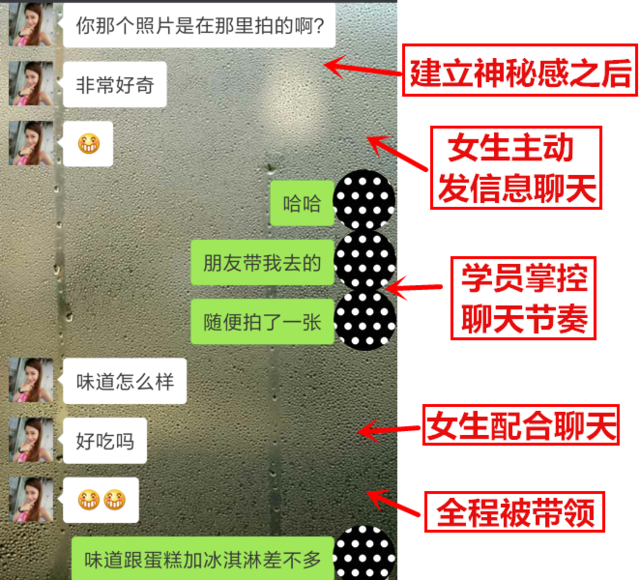 你那个照片是在那里拍的啊?
非常好奇
建立神秘感之后
女生主动
发信息聊天
哈哈
朋友带我去的
随便拍了一张
学员掌控
聊天节奏
味道怎么样
好吃吗
女生配合聊天
全程被带领
味道跟蛋糕加冰淇淋差不多